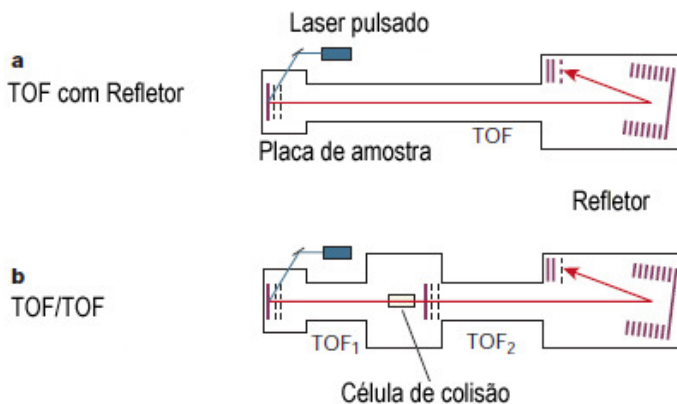 Laser pulsado
a
TOF com Refletor
TOF
Placa de amostra
Refletor
b
TOF/TOF
TOF₁
TOF₂
Célula de colisão